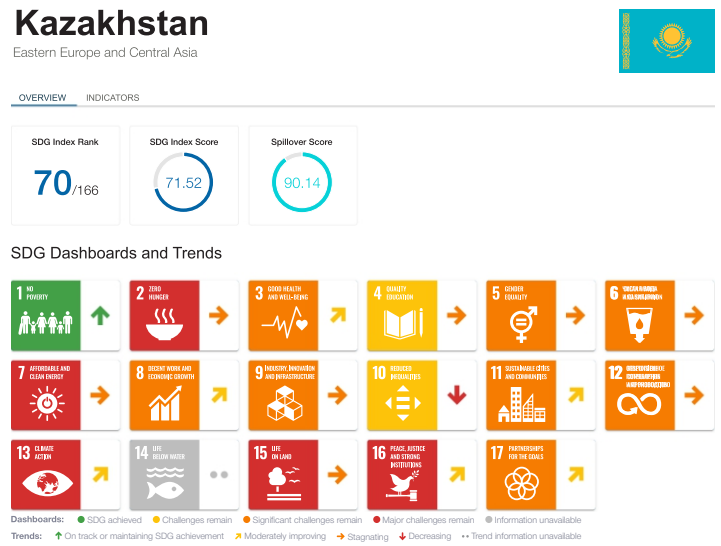 Kazakhstan
Eastern Europe and Central Asia
OVERVIEW INDICATORS
SDG Index Rank SDG Index Score Spillover Score
70/166 71.52 90.14
SDG Dashboards and Trends
1 NO POVERTY
2 ZERO HUNGER
3 GOOD HEALTH AND WELL-BEING
4 QUALITY EDUCATION
5 GENDER EQUALITY
6
7 AFFORDABLE AND CLEAN ENERGY
8 DECENT WORK AND ECONOMIC GROWTH
9 INDUSTRY, INNOVATION AND INFRASTRUCTURE
10 REDUCED INEQUALITIES
11 SUSTAINABLE CITIES AND COMMUNITIES
12
13 CLIMATE ACTION
14 LIFE BELOW WATER
15 LIFE ON LAND
16 PEACE, JUSTICE AND STRONG INSTITUTIONS
17 PARTNERSHIPS FOR THE GOALS
Dashboards: SDG achieved Challenges remain Significant challenges remain Major challenges remain Information unavailable
Trends: On track or maintaining SDG achievement Moderately improving Stagnating Decreasing Trend information unavailable